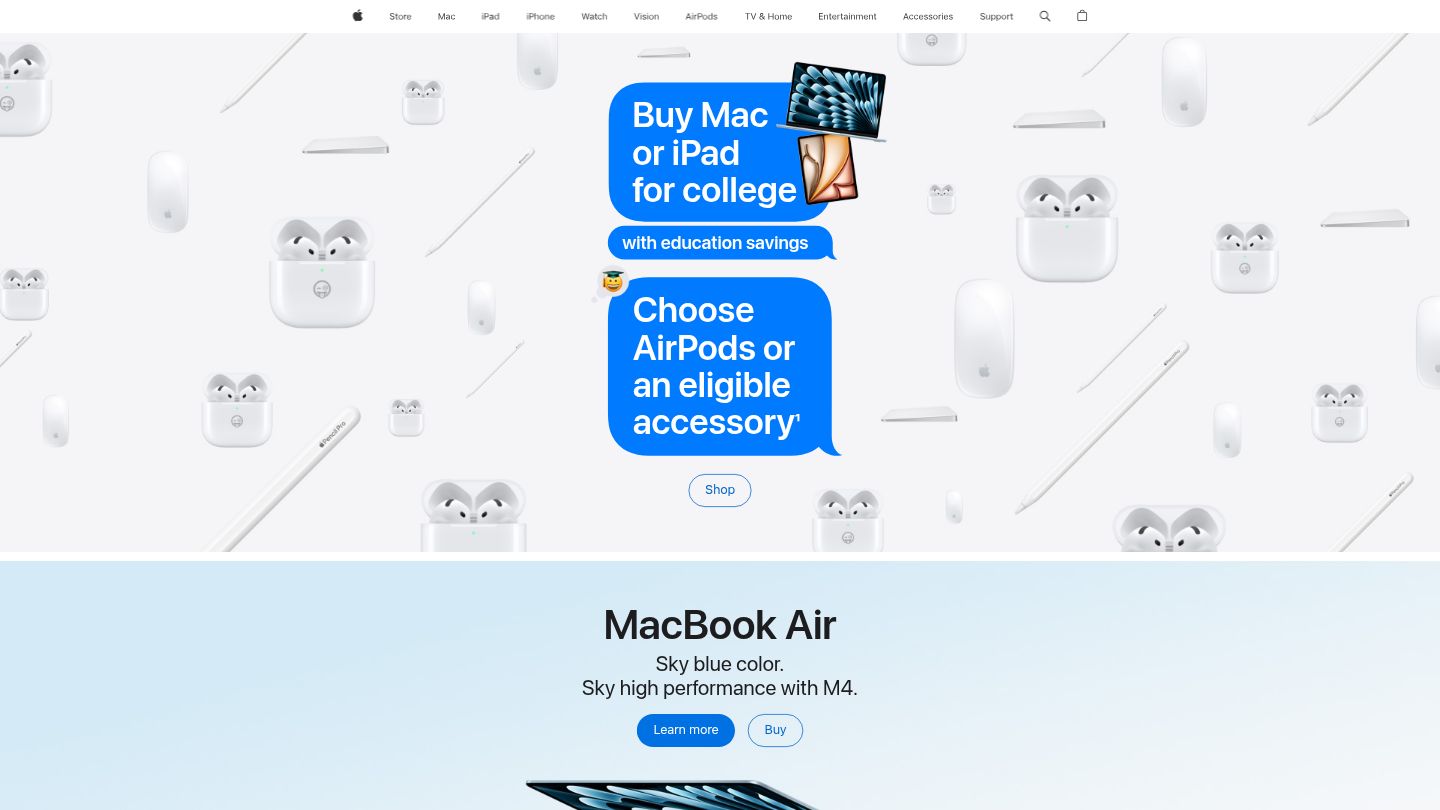 Store
Mac
iPad
iPhone
Watch
Vision
AirPods
TV & Home
Entertainment
Accessories
Support
Buy Mac
or iPad
for college
with education savings
Choose
AirPods or
an eligible
accessory¹
Pencil Pro
Shop
MacBook Air
Sky blue color.
Sky high performance with M4.
Learn more
Buy